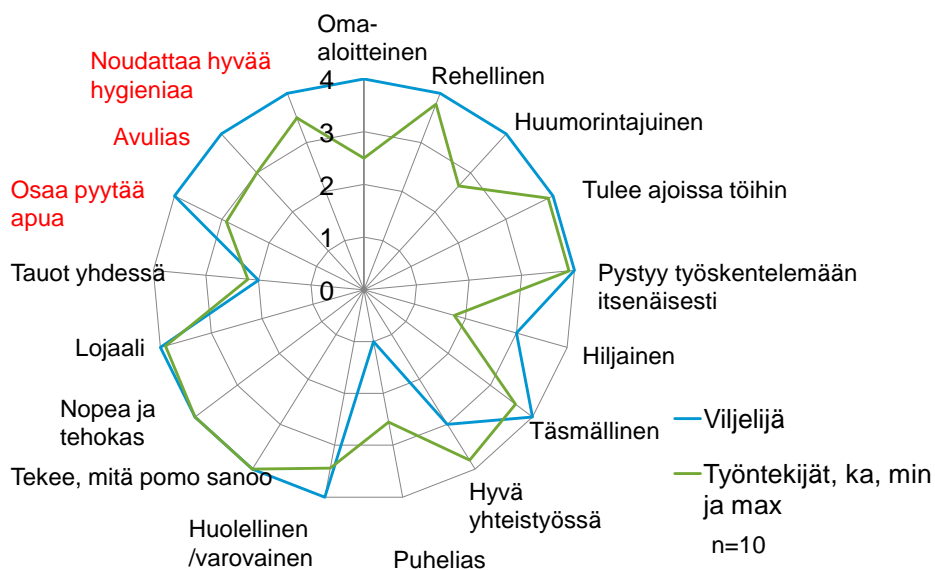 Oma-
aloitteinen
Rehellinen
Huumorintajuinen
Tulee ajoissa töihin
Pystyy työskentelemään
itsenäisesti
Hiljainen
Täsmällinen
Hyvä
yhteistyössä
Puhelias
Huolellinen
/varovainen
Tekee, mitä pomo sanoo
Nopea ja
tehokas
Lojaali
Tauot yhdessä
Osaa pyytää
apua
Avulias
Noudattaa hyvää
hygieniaa
4
3
2
1
0
Viljelijä
Työntekijät, ka, min
ja max
n=10